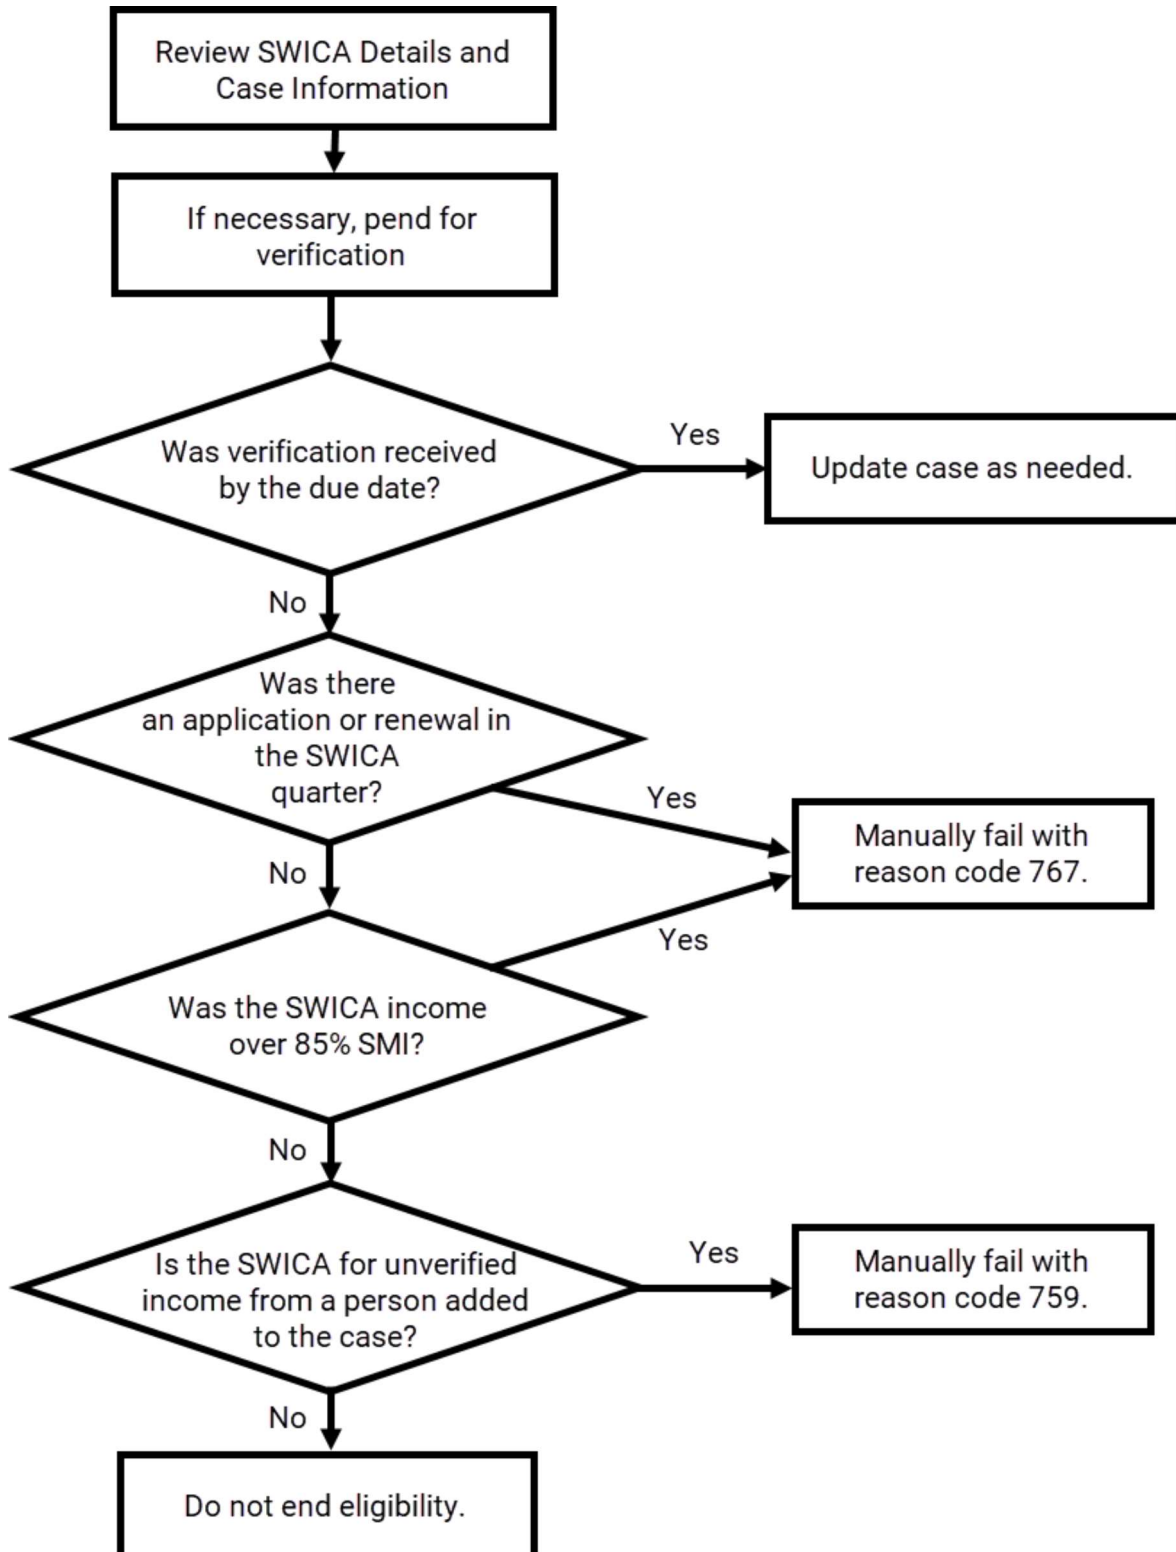 Review SWICA Details and
Case Information
If necessary, pend for
verification
Was verification received
by the due date?
Yes
Update case as needed.
No
Was there
an application or renewal in
the SWICA
quarter?
Yes
Manually fail with
reason code 767.
No
Yes
Was the SWICA income
over 85% SMI?
No
Is the SWICA for unverified
income from a person added
to the case?
Yes
Manually fail with
reason code 759.
No
Do not end eligibility.